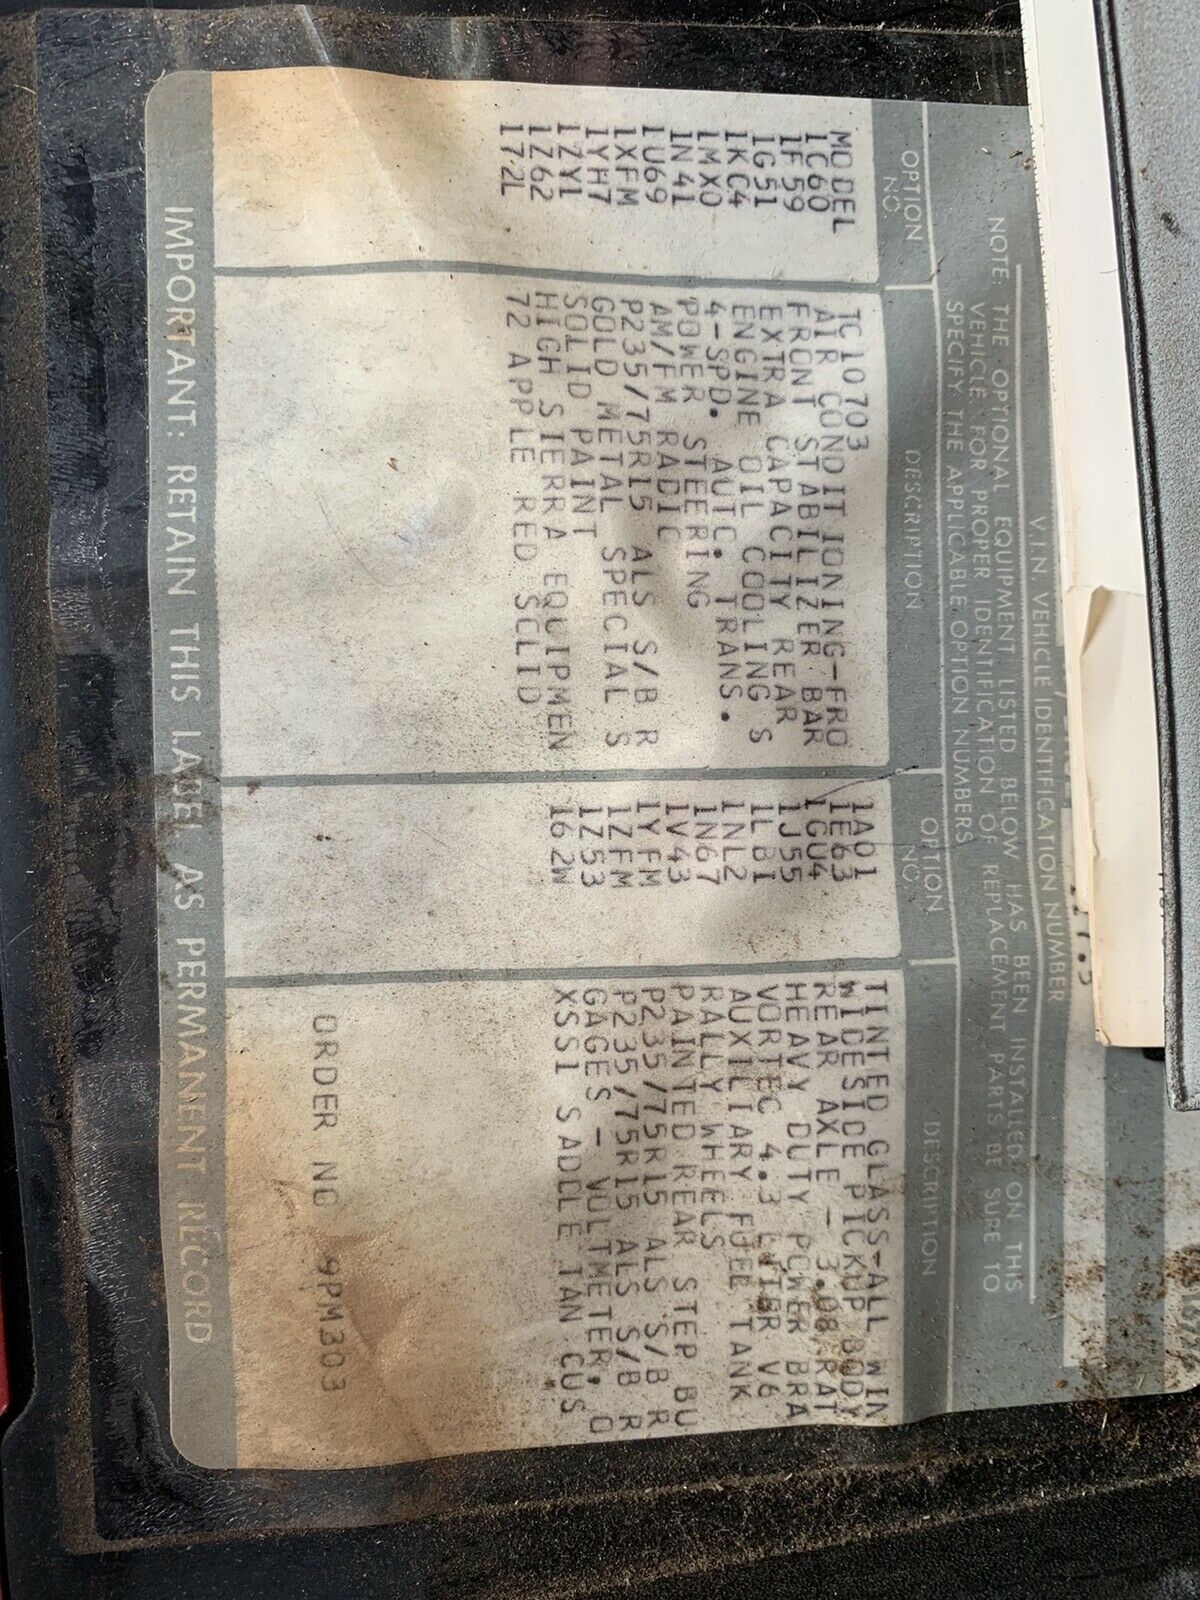 V.I.N. VEHICLE IDENTIFICATION NUMBER
NOTE: THE OPTIONAL EQUIPMENT LISTED BELOW HAS BEEN INSTALLED ON THIS
VEHICLE FOR PROPER IDENTIFICATION OF REPLACEMENT PARTS BE SURE TO
SPECIFY THE APPLICABLE OPTION NUMBERS
OPTION NO. DESCRIPTION OPTION NO. DESCRIPTION
MODEL TC10703 1A01 TINTED GLASS-ALL WIN
1C60 AIR CONDITIONING-FRO 1E63 WIDESIDE PICKUP BODY
1F59 FRONT STABILIZER BAR 1GU4 REAR AXLE - 3.08 RAT
1G51 EXTRA CAPACITY REAR 1J55 HEAVY DUTY POWER BRA
1KC4 ENGINE OIL COOLING S 1LB1 VORTEC 4.3 LITER V6
1MX0 4-SPD. AUTO. TRANS. 1NL2 AUXILIARY FUEL TANK
1N41 POWER STEERING 1N67 RALLY WHEELS
1U69 AM/FM RADIO 1V43 PAINTED REAR STEP BU
1XFM P235/75R15 ALS S/B R 1YFM P235/75R15 ALS S/B R
1YH7 GOLD METAL SPECIAL S 1ZFM P235/75R15 ALS S/B R
1ZY1 SOLID PAINT 1Z53 GAGES - VOLTMETER, O
1Z62 HIGH SIERRA EQUIPMEN 162W XSS1 SADDLE TAN CUS
172L 72 APPLE RED SOLID
ORDER NO 9PM303
IMPORTANT: RETAIN THIS LABEL AS PERMANENT RECORD